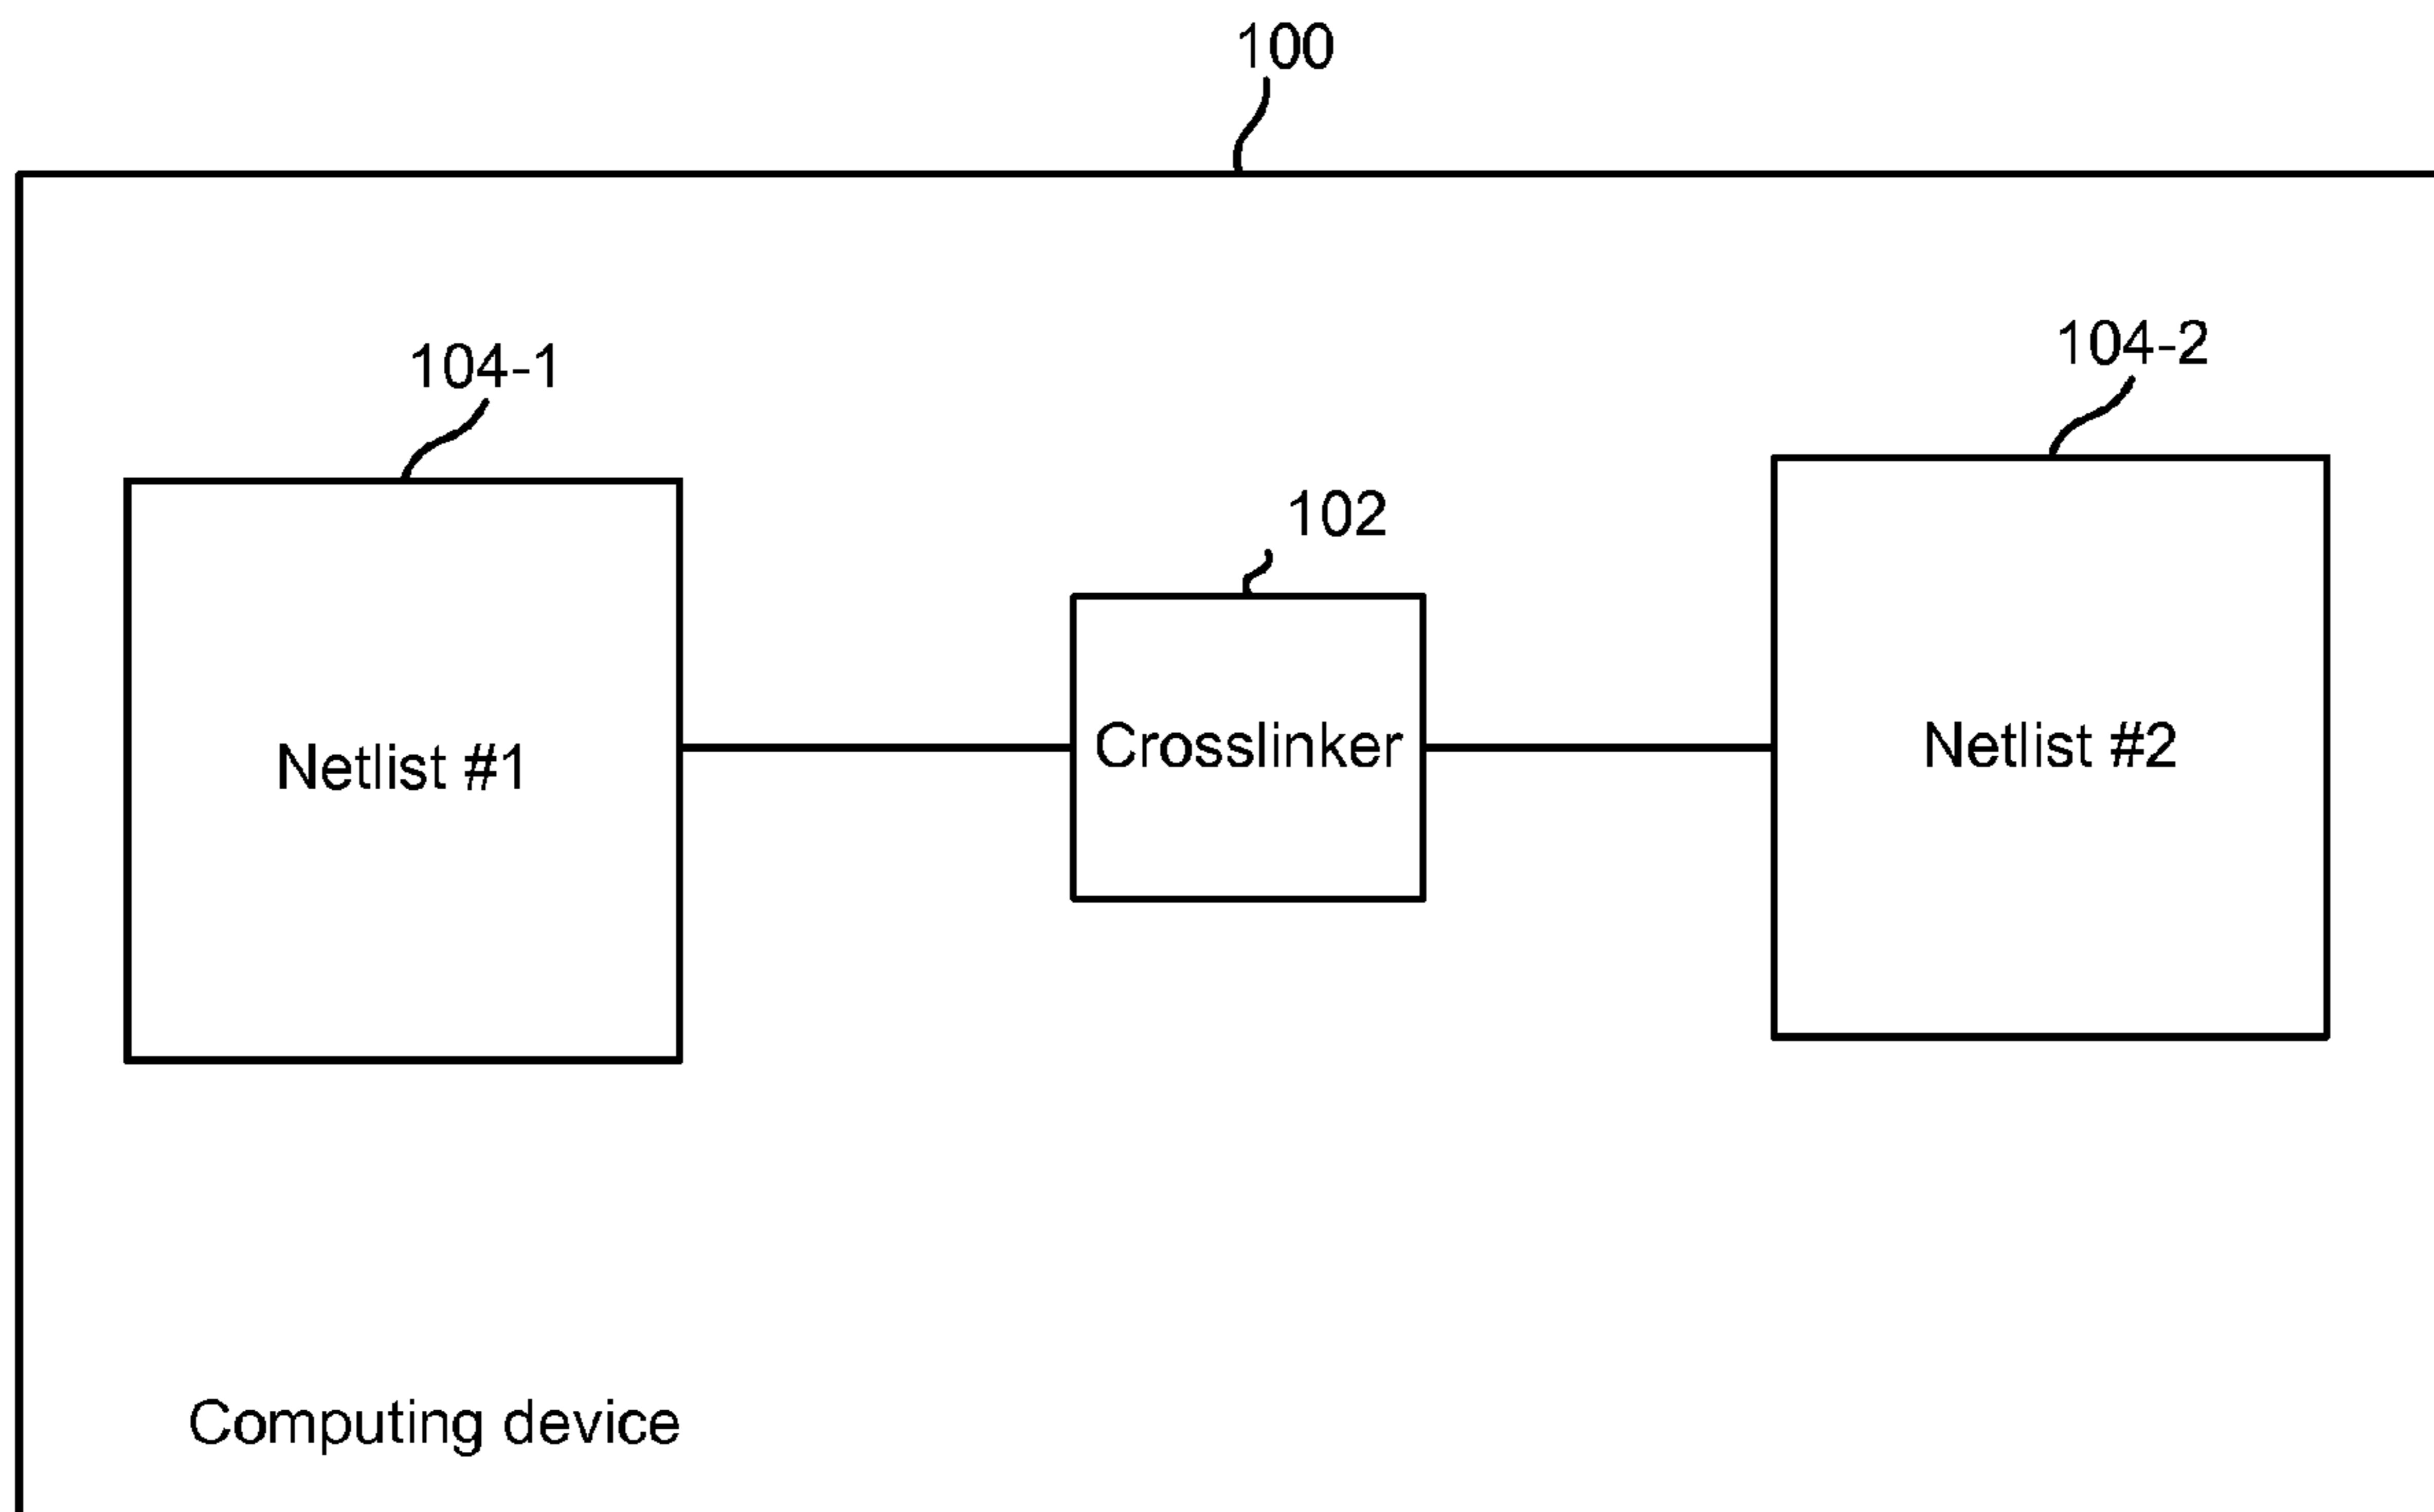 100
104-1
104-2
102
Netlist #1
Crosslinker
Netlist #2
Computing device